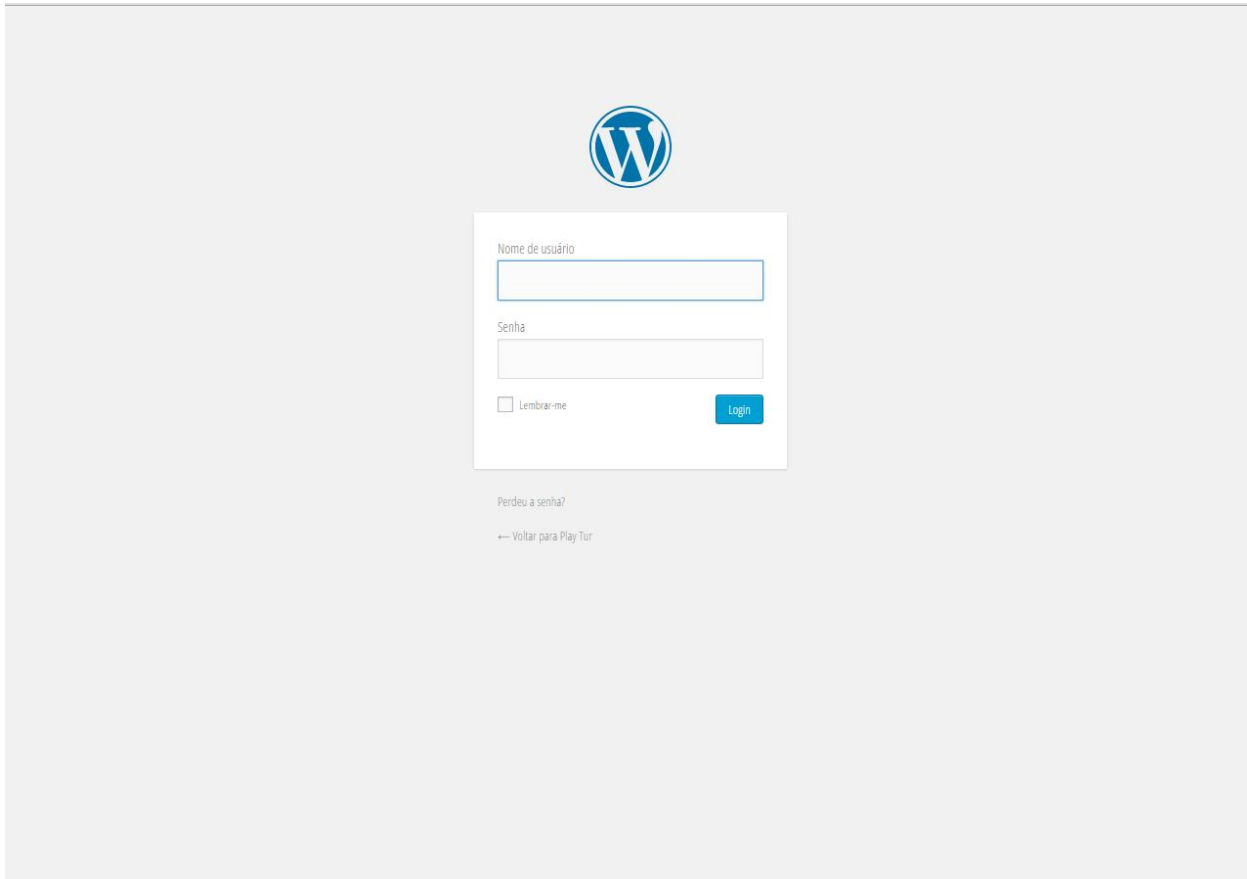 Nome de usuário
Senha
Lembrar-me
Login
Perdeu a senha?
← Voltar para Play Tur